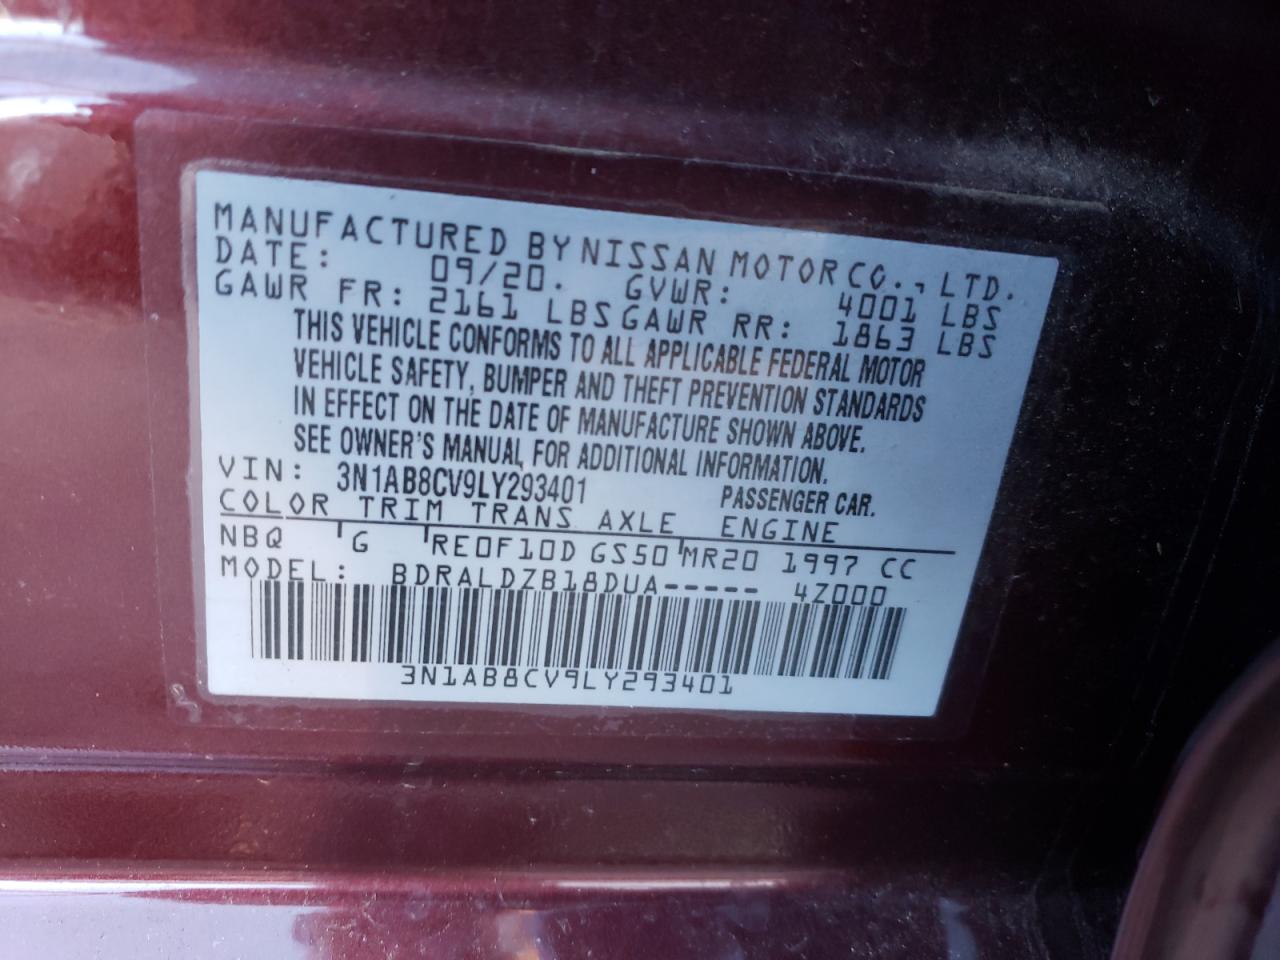 MANUFACTURED BY NISSAN MOTOR CO., LTD.
DATE: 09/20. GVWR: 4001 LBS
GAWR FR: 2161 LBS GAWR RR: 1863 LBS
THIS VEHICLE CONFORMS TO ALL APPLICABLE FEDERAL MOTOR
VEHICLE SAFETY, BUMPER AND THEFT PREVENTION STANDARDS
IN EFFECT ON THE DATE OF MANUFACTURE SHOWN ABOVE.
SEE OWNER'S MANUAL FOR ADDITIONAL INFORMATION.
VIN: 3N1AB8CV9LY293401 PASSENGER CAR.
COLOR TRIM TRANS AXLE ENGINE
NBQ G RE0F10D GS50 MR20 1997 CC
MODEL: BDRALDZB18DUA----- 4Z000
3N1AB8CV9LY293401